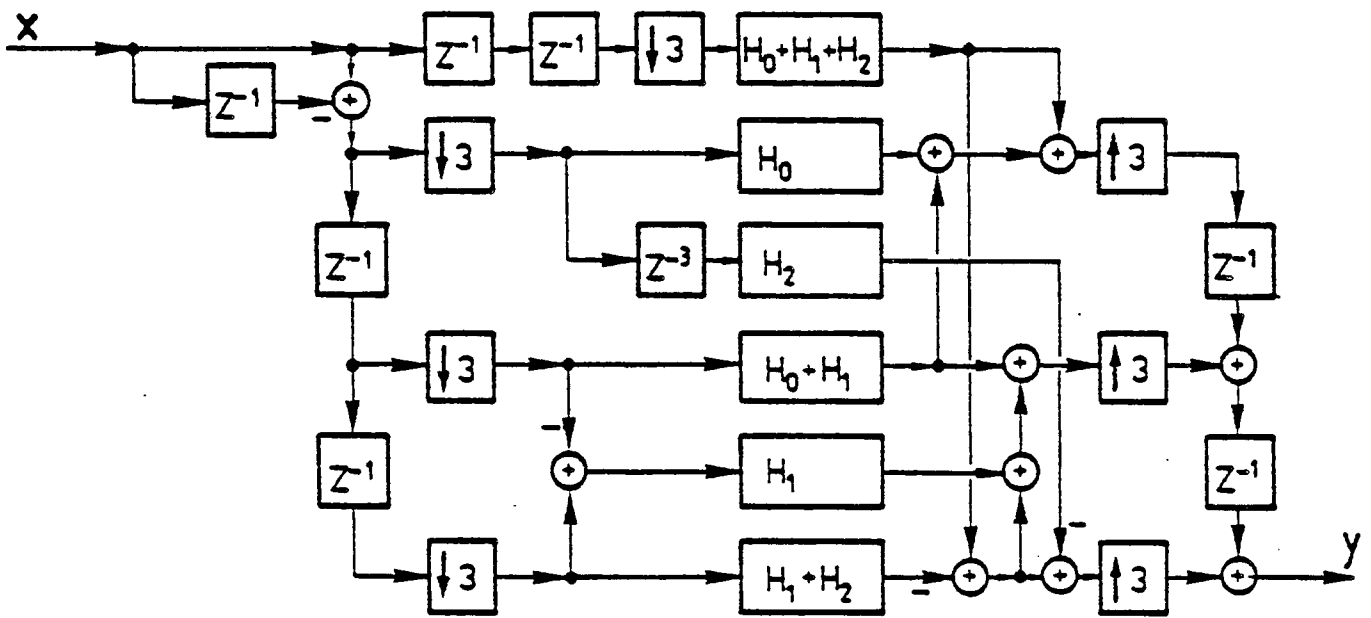 x
Z⁻¹ Z⁻¹ ↓3 H₀+H₁+H₂
Z⁻¹ − +
↓3 H₀ + + ↑3
Z⁻¹ Z⁻³ H₂ Z⁻¹
↓3 H₀+H₁ + ↑3 +
−
Z⁻¹ + H₁ + Z⁻¹
−
↓3 H₁+H₂ − + + ↑3 + y